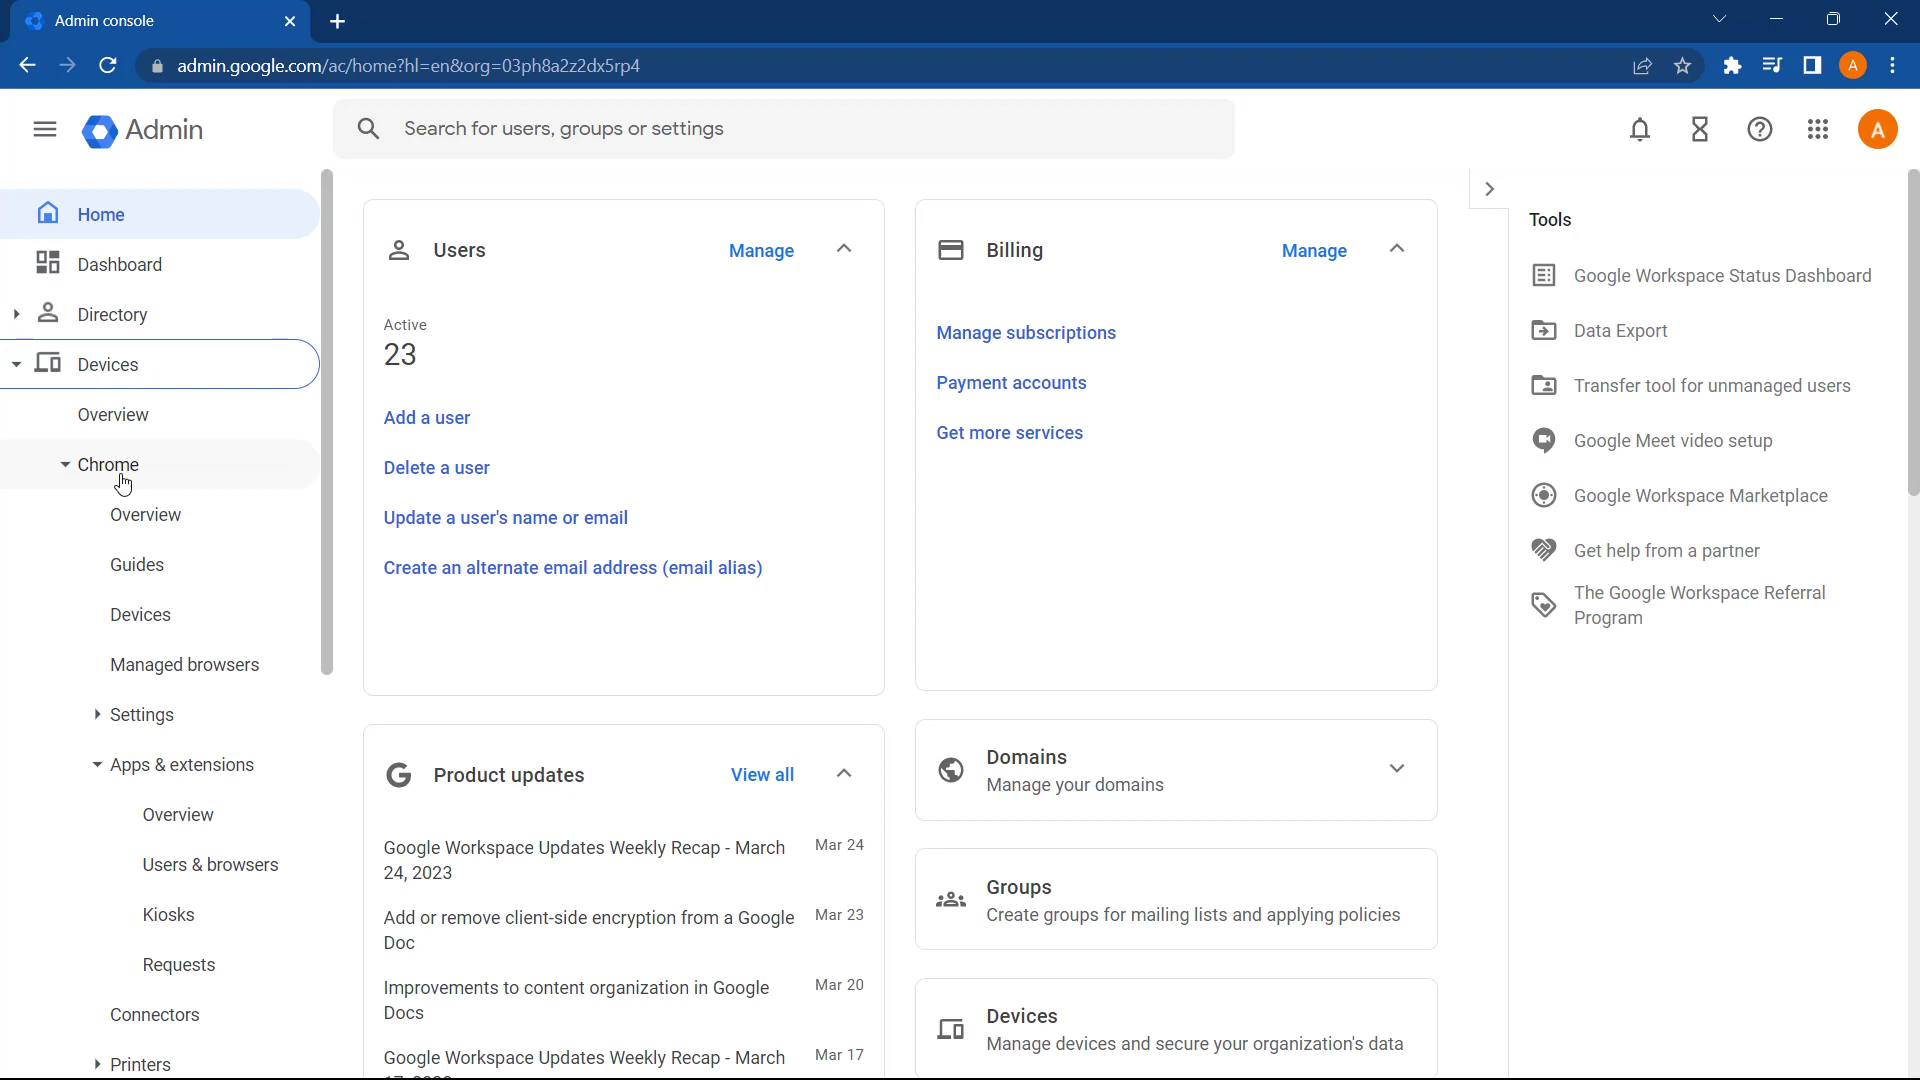 Admin console
admin.google.com/ac/home?hl=en&org=03ph8a2z2dx5rp4
A
Admin
Search for users, groups or settings
A
Home
Dashboard
Directory
Devices
Overview
Chrome
Overview
Guides
Devices
Managed browsers
Settings
Apps & extensions
Overview
Users & browsers
Kiosks
Requests
Connectors
Printers
Users
Manage
Active
23
Add a user
Delete a user
Update a user's name or email
Create an alternate email address (email alias)
Product updates
View all
Google Workspace Updates Weekly Recap - March
24, 2023
Mar 24
Add or remove client-side encryption from a Google
Doc
Mar 23
Improvements to content organization in Google
Docs
Mar 20
Google Workspace Updates Weekly Recap - March
Mar 17
Billing
Manage
Manage subscriptions
Payment accounts
Get more services
Domains
Manage your domains
Groups
Create groups for mailing lists and applying policies
Devices
Manage devices and secure your organization's data
Tools
Google Workspace Status Dashboard
Data Export
Transfer tool for unmanaged users
Google Meet video setup
Google Workspace Marketplace
Get help from a partner
The Google Workspace Referral
Program